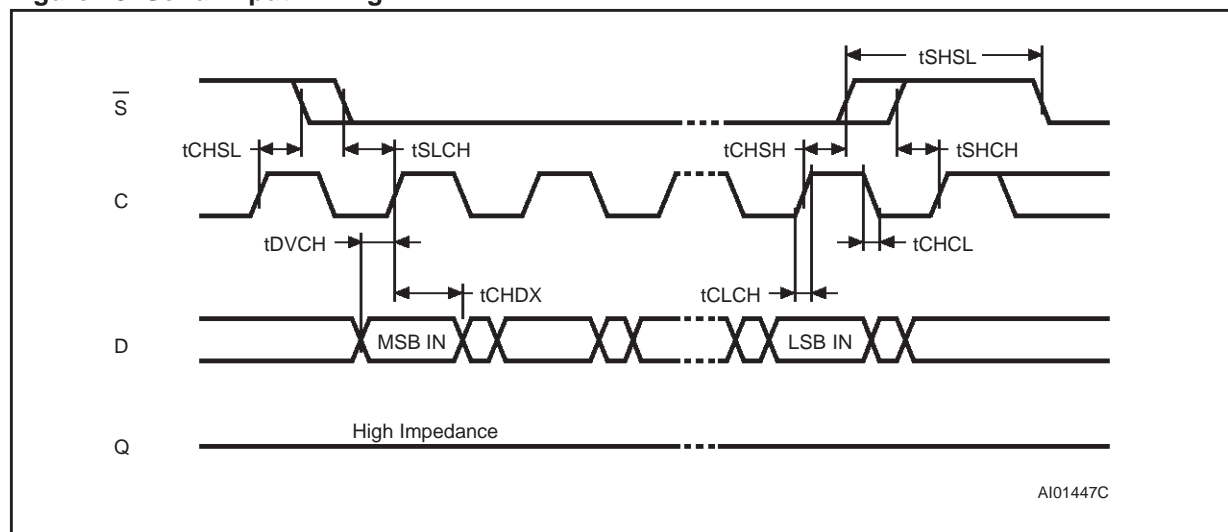 tSHSL
S
tCHSL
tSLCH
tCHSH
tSHCH
C
tDVCH
tCHCL
tCHDX
tCLCH
D
MSB IN
LSB IN
High Impedance
Q
AI01447C